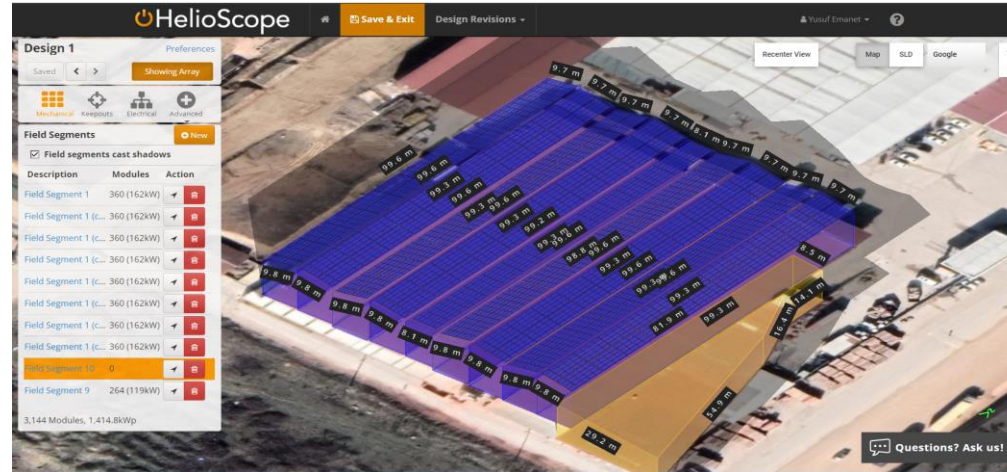 HelioScope
Save & Exit
Design Revisions
Yusuf Emanet
Design 1
Preferences
Saved
< >
Showing Array
Mechanical Keepouts Electrical Advanced
Field Segments
New
Field segments cast shadows
Description Modules Action
Field Segment 1 360 (162kW)
Field Segment 1 (c... 360 (162kW)
Field Segment 1 (c... 360 (162kW)
Field Segment 1 (c... 360 (162kW)
Field Segment 1 (c... 360 (162kW)
Field Segment 1 (c... 360 (162kW)
Field Segment 1 (c... 360 (162kW)
Field Segment 1 (c... 360 (162kW)
Field Segment 10 0
Field Segment 9 264 (119kW)
3,144 Modules, 1,414.8kWp
Recenter View
Map
SLD
Google
9.7 m
9.7 m
9.7 m
9.7 m
9.7 m
8.1 m
9.7 m
9.7 m
9.7 m
9.7 m
99.6 m
99.6 m
99.3 m
99.6 m
99.3 m
99.6 m
99.3 m
99.2 m
99.3 m
99.6 m
98.8 m
99.6 m
99.3 m
99.6 m
99.3 m
99.6 m
99.3 m
81.9 m
99.3 m
8.5 m
14.1 m
16.4 m
54.9 m
29.2 m
9.8 m
9.8 m
9.8 m
9.8 m
8.1 m
9.8 m
9.8 m
9.8 m
9.8 m
Questions? Ask us!